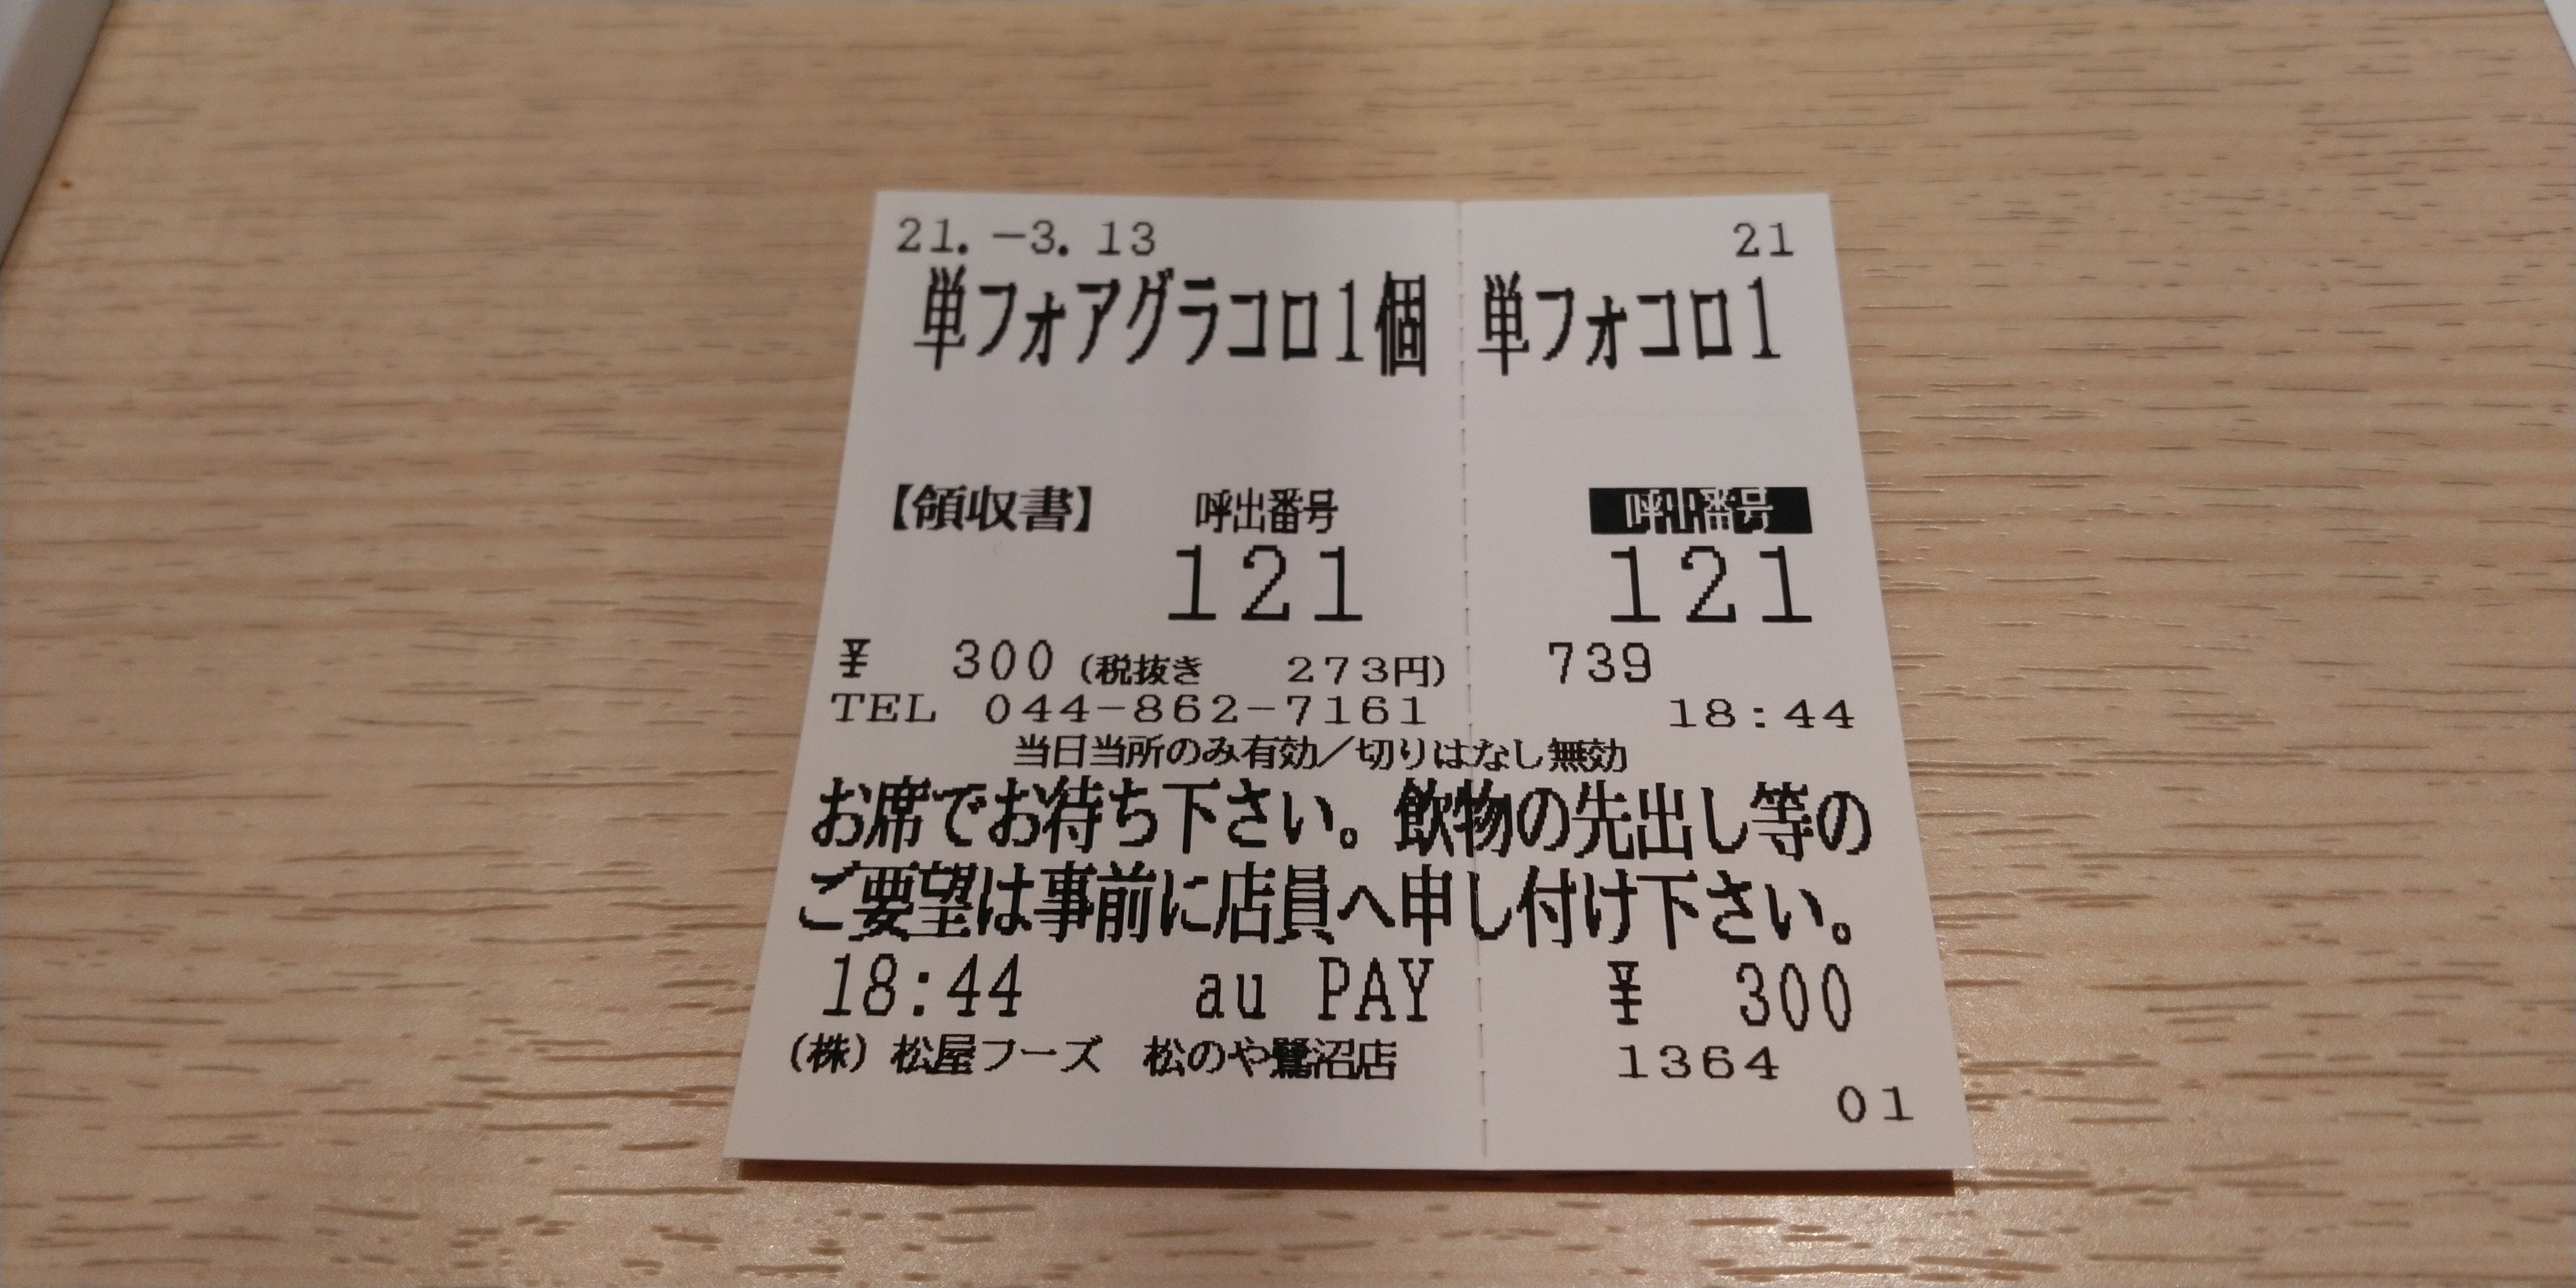 21.-3.13 21
単フォアグラコロ1個 単フォコロ1
【領収書】 呼出番号 呼出番号
121 121
¥ 300 (税抜き 273円) 739
TEL 044-862-7161 18:44
当日当所のみ有効/切りはなし無効
お席でお待ち下さい。飲物の先出し等の
ご要望は事前に店員へ申し付け下さい。
18:44 au PAY ¥ 300
(株)松屋フーズ 松のや鷺沼店 1364
01